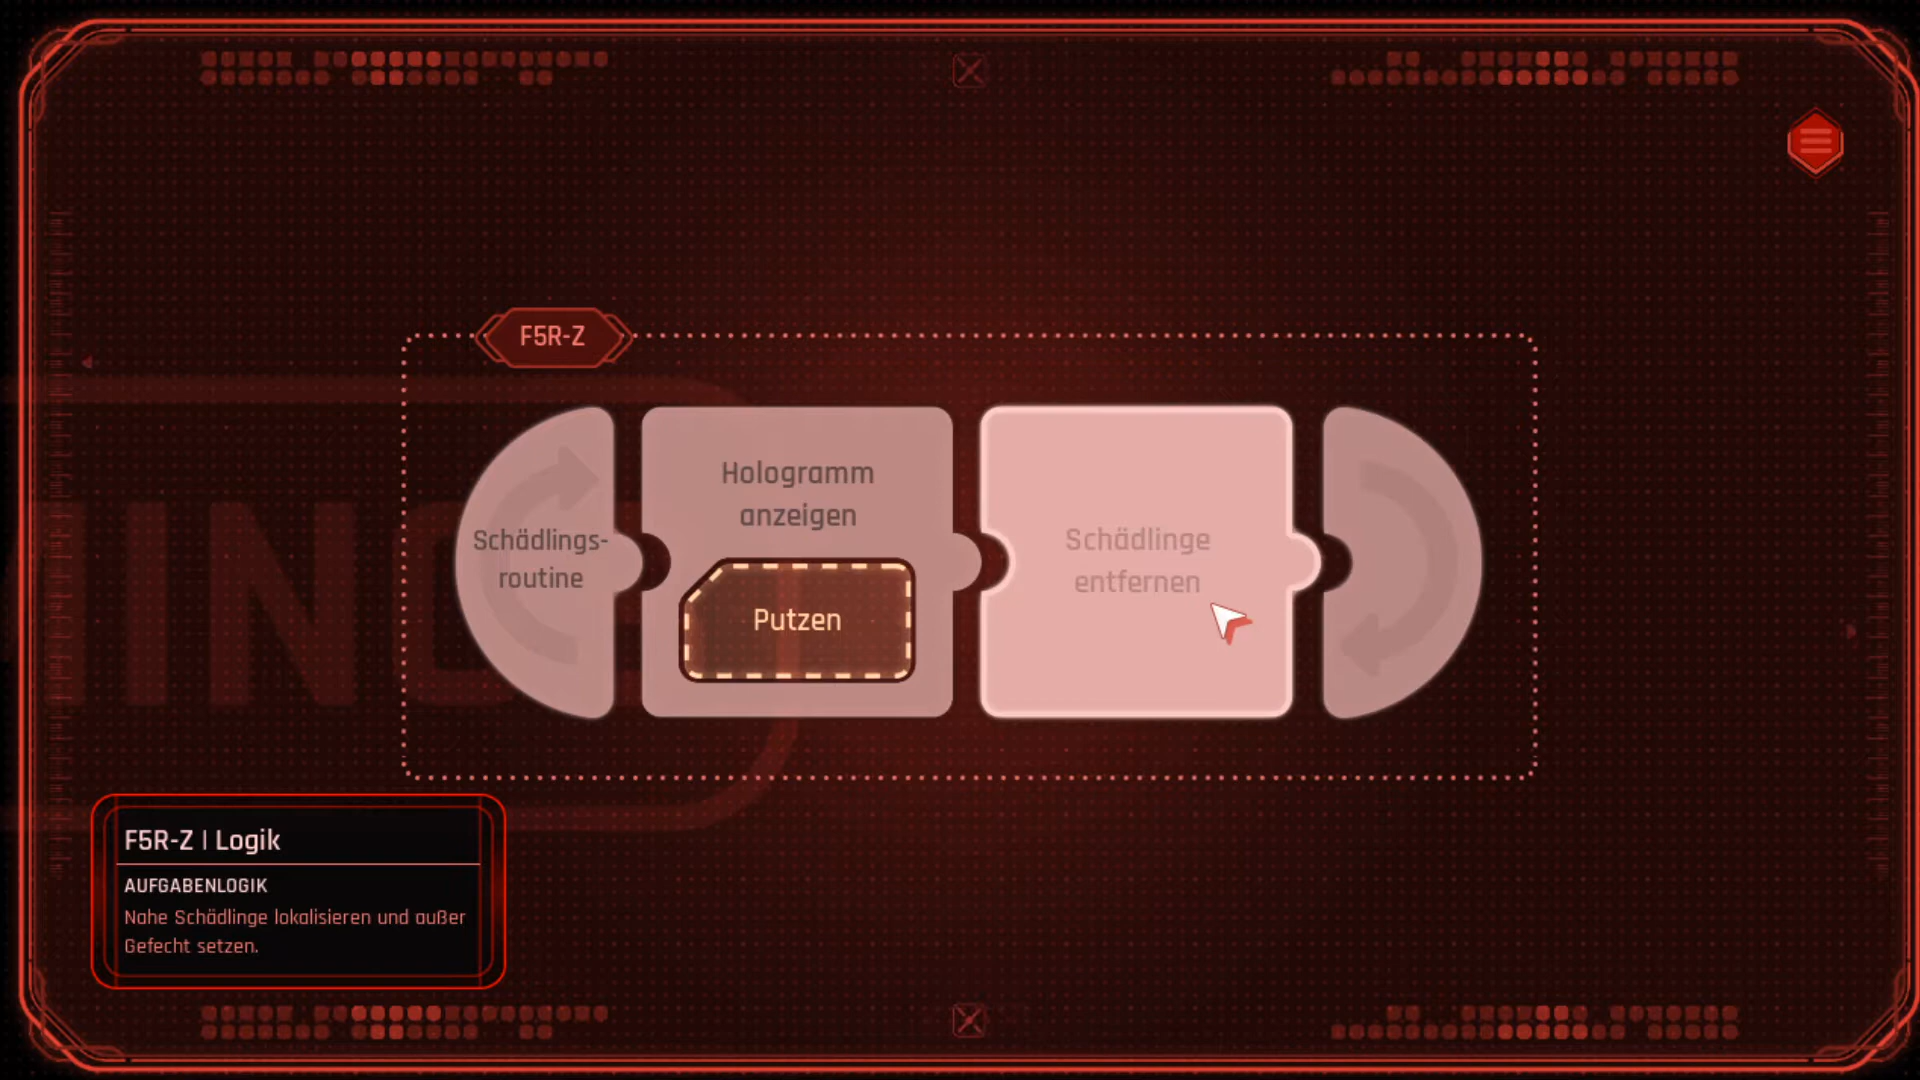 F5R-Z
Hologramm
anzeigen
Schädlings-
routine
Putzen
Schädlinge
entfernen
F5R-Z | Logik
AUFGABENLOGIK
Nahe Schädlinge lokalisieren und außer
Gefecht setzen.